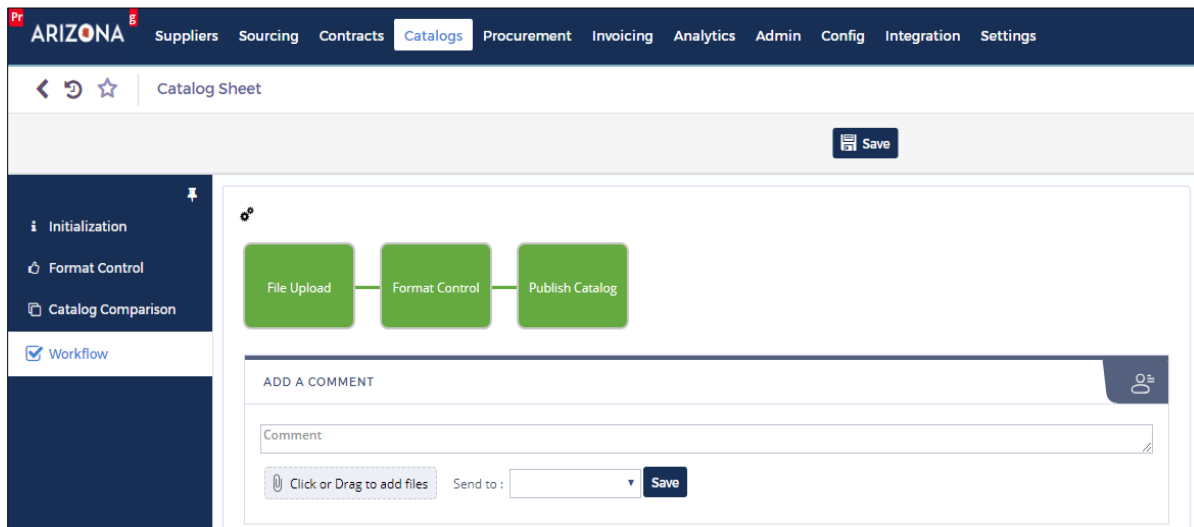 Pr
g
ARIZONA
Suppliers Sourcing Contracts Catalogs Procurement Invoicing Analytics Admin Config Integration Settings
Catalog Sheet
Save
Initialization
Format Control
Catalog Comparison
Workflow
File Upload Format Control Publish Catalog
ADD A COMMENT
Comment
Click or Drag to add files Send to : Save